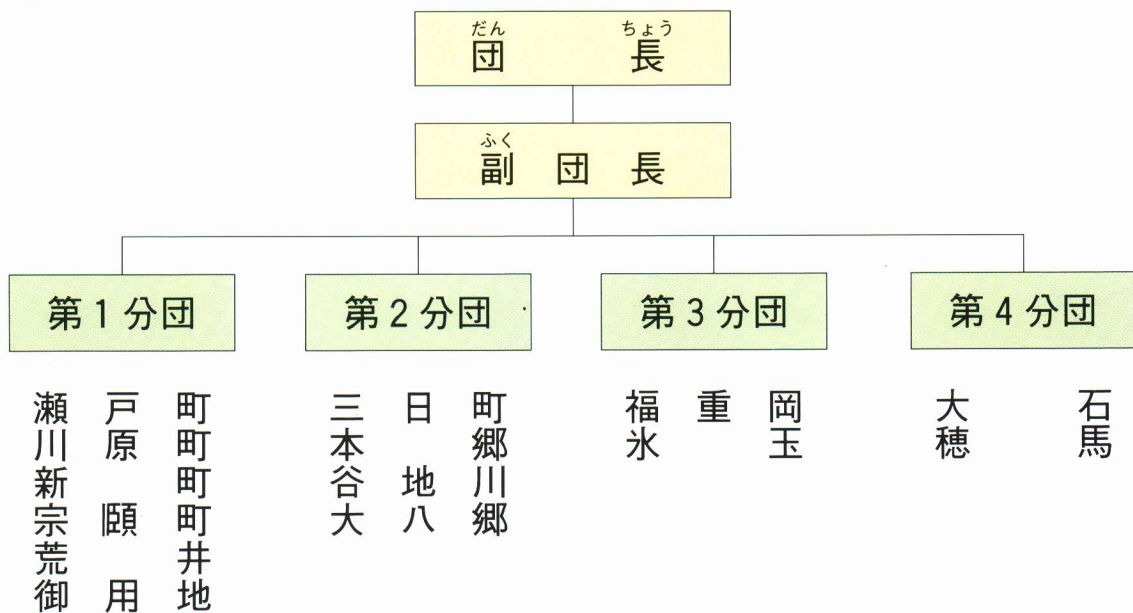 だん ちょう
団長
ふく
副団長
第1分団
瀬戸町
川原町
新町
宗頤町
荒井
御用地
第2分団
三日町
本郷
谷地川
大八郷
第3分団
福重岡
氷玉
第4分団
大石
穂馬